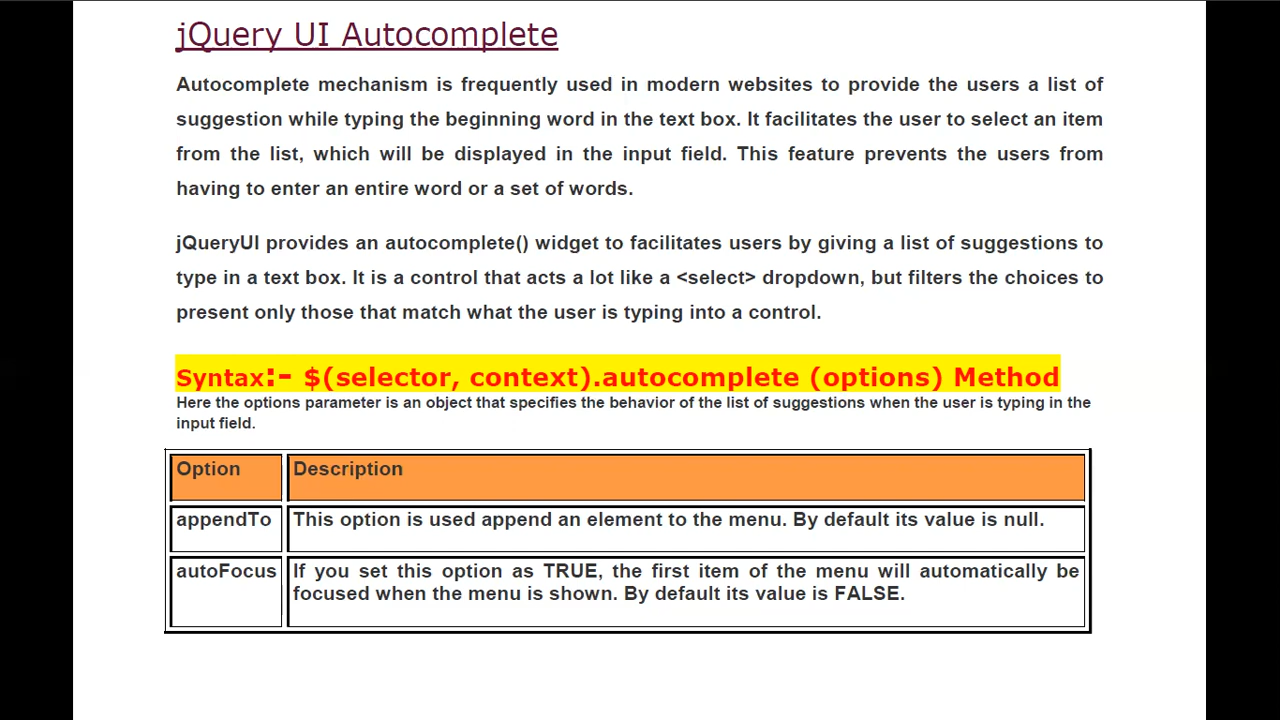 jQuery UI Autocomplete
Autocomplete mechanism is frequently used in modern websites to provide the users a list of
suggestion while typing the beginning word in the text box. It facilitates the user to select an item
from the list, which will be displayed in the input field. This feature prevents the users from
having to enter an entire word or a set of words.
jQueryUI provides an autocomplete() widget to facilitates users by giving a list of suggestions to
type in a text box. It is a control that acts a lot like a <select> dropdown, but filters the choices to
present only those that match what the user is typing into a control.
Syntax:- $(selector, context).autocomplete (options) Method
Here the options parameter is an object that specifies the behavior of the list of suggestions when the user is typing in the
input field.
Option Description
appendTo This option is used append an element to the menu. By default its value is null.
autoFocus If you set this option as TRUE, the first item of the menu will automatically be
focused when the menu is shown. By default its value is FALSE.